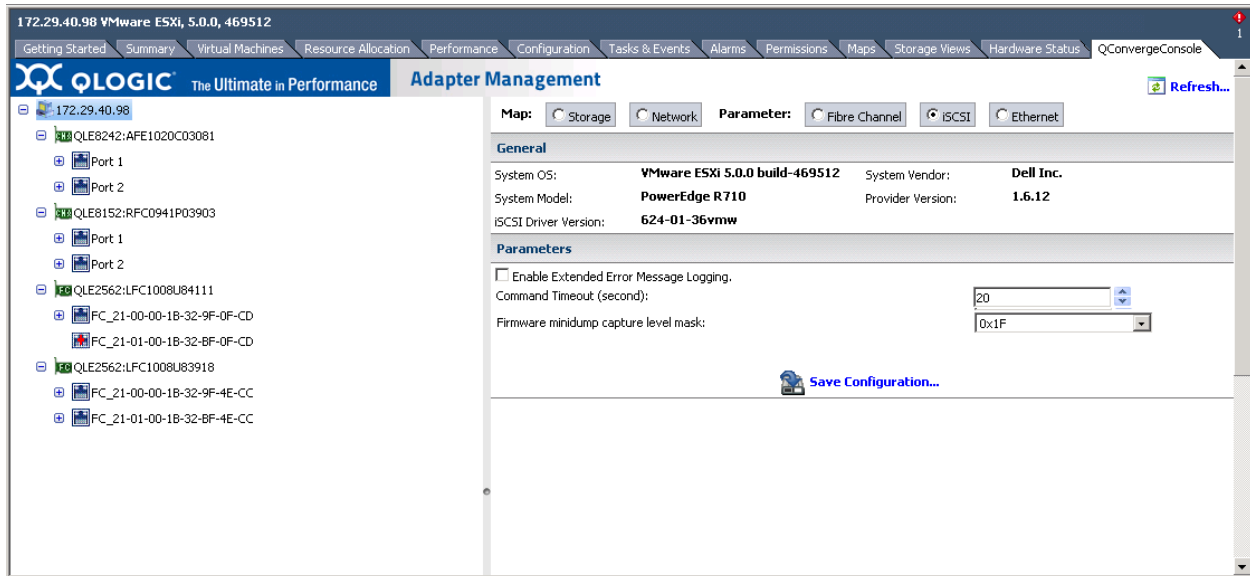 172.29.40.98 VMware ESXi, 5.0.0, 469512
1
Getting Started Summary Virtual Machines Resource Allocation Performance Configuration Tasks & Events Alarms Permissions Maps Storage Views Hardware Status QConvergeConsole
QLOGIC The Ultimate in Performance Adapter Management
Refresh...
172.29.40.98
QLE8242:AFE1020C03081
Port 1
Port 2
QLE8152:RFC0941P03903
Port 1
Port 2
QLE2562:LFC1008U84111
FC_21-00-00-1B-32-9F-0F-CD
FC_21-01-00-1B-32-BF-0F-CD
QLE2562:LFC1008U83918
FC_21-00-00-1B-32-9F-4E-CC
FC_21-01-00-1B-32-BF-4E-CC
Map: Storage Network Parameter: Fibre Channel iSCSI Ethernet
General
System OS: VMware ESXi 5.0.0 build-469512 System Vendor: Dell Inc.
System Model: PowerEdge R710 Provider Version: 1.6.12
iSCSI Driver Version: 624-01-36vmw
Parameters
Enable Extended Error Message Logging.
Command Timeout (second): 20
Firmware minidump capture level mask: 0x1F
Save Configuration...